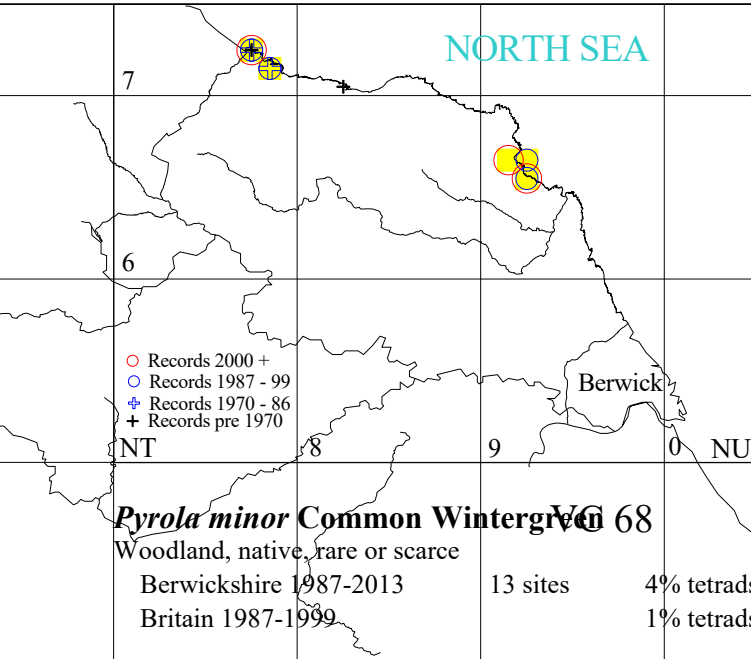 NORTH SEA
7
6
Records 2000 +
Records 1987 - 99
Records 1970 - 86
Records pre 1970
Berwick
NT 8 9 0 NU
Pyrola minor Common Wintergreen VC 68
Woodland, native, rare or scarce
Berwickshire 1987-2013 13 sites 4% tetrads
Britain 1987-1999 1% tetrads